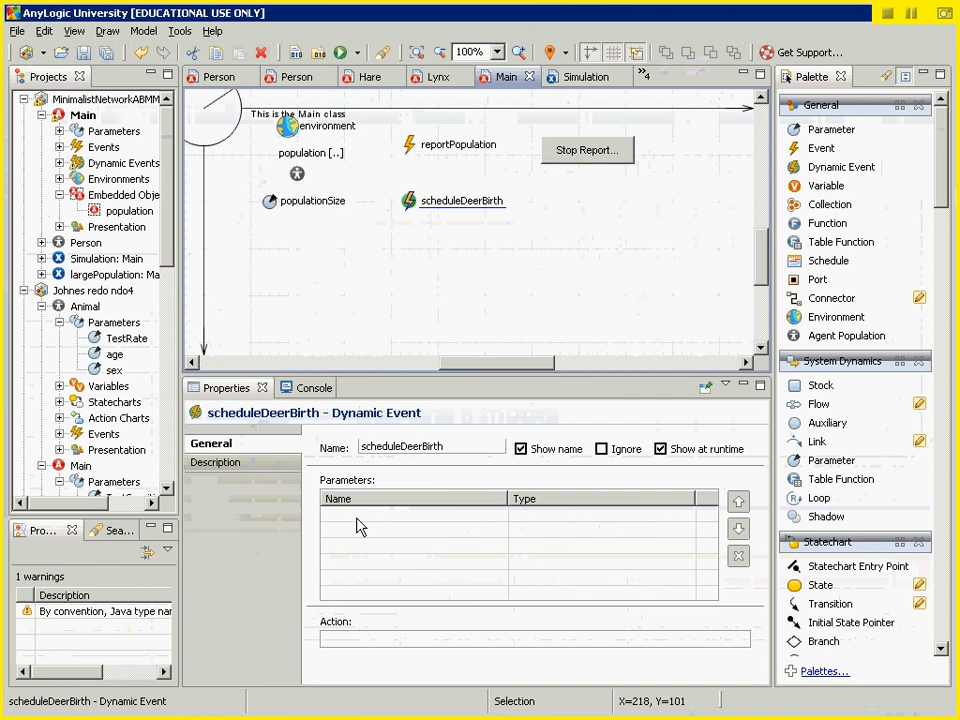 AnyLogic University [EDUCATIONAL USE ONLY]
File Edit View Draw Model Tools Help
100% Get Support...
Projects
Person Person Hare Lynx Main Simulation 4
Palette
MinimalistNetworkABMM
Main
Parameters
Events
Dynamic Events
Environments
Embedded Obje
population
Presentation
Person
Simulation: Main
largePopulation: Ma
Johnes redo ndo4
Animal
Parameters
TestRate
age
sex
Variables
Statecharts
Action Charts
Events
Presentation
Main
Parameters
This is the Main class
environment
population [..]
populationSize
reportPopulation
scheduleDeerBirth
Stop Report...
General
Parameter
Event
Dynamic Event
Variable
Collection
Function
Table Function
Schedule
Port
Connector
Environment
Agent Population
System Dynamics
Stock
Flow
Auxiliary
Link
Parameter
Table Function
Loop
Shadow
Statechart
Statechart Entry Point
State
Transition
Initial State Pointer
Branch
Palettes...
Properties Console
scheduleDeerBirth - Dynamic Event
General
Description
Name: scheduleDeerBirth Show name Ignore Show at runtime
Parameters:
Name Type
Action:
Pro... Sea...
1 warnings
Description
By convention, Java type nar
scheduleDeerBirth - Dynamic Event Selection X=218, Y=101